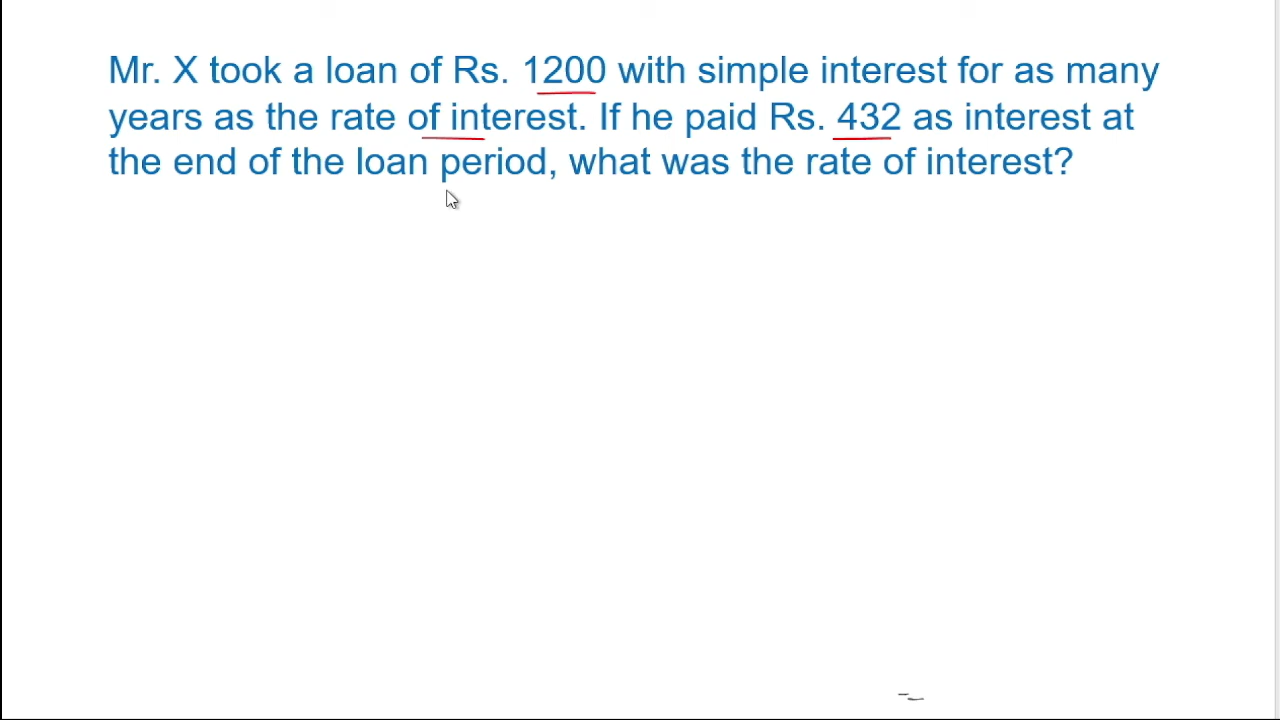 Mr. X took a loan of Rs. 1200 with simple interest for as many
years as the rate of interest. If he paid Rs. 432 as interest at
the end of the loan period, what was the rate of interest?